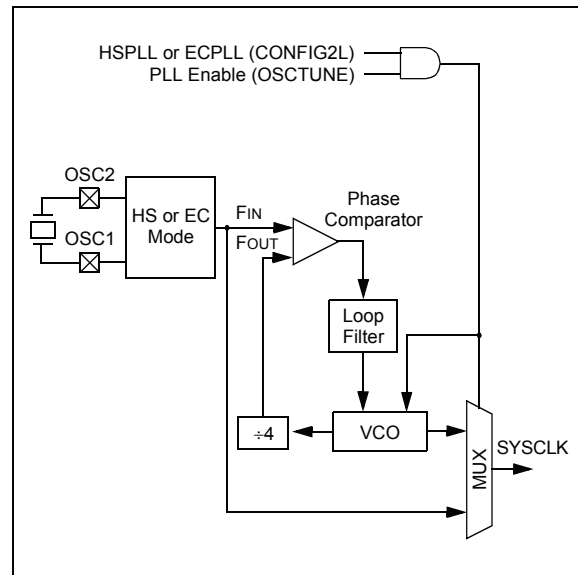 HSPLL or ECPLL (CONFIG2L)
PLL Enable (OSCTUNE)
OSC2
OSC1
HS or EC
Mode
FIN
FOUT
Phase
Comparator
Loop
Filter
÷4
VCO
MUX
SYSCLK